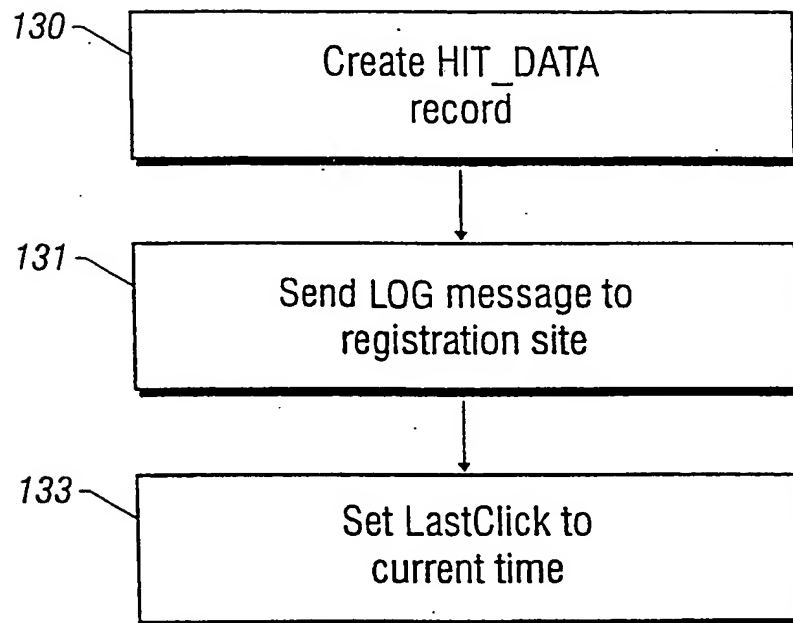 130
Create HIT_DATA
record
131
Send LOG message to
registration site
133
Set LastClick to
current time